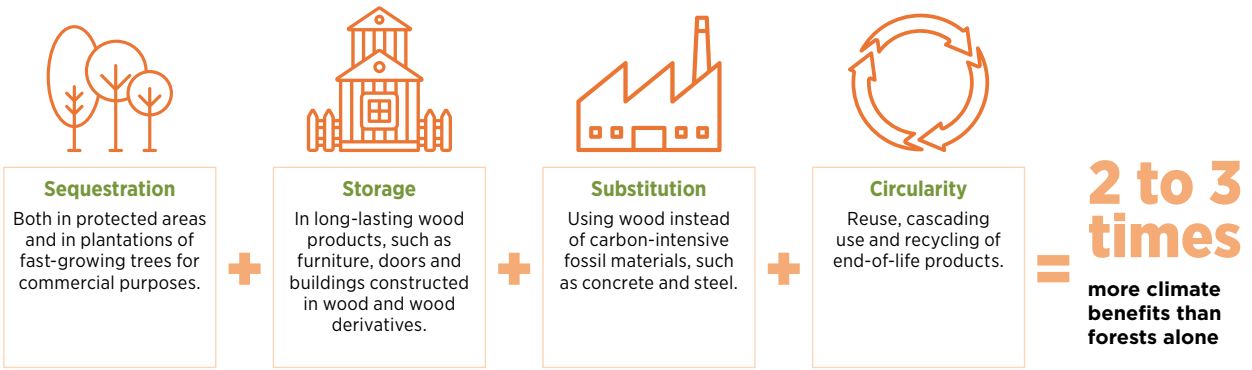 Sequestration
Both in protected areas
and in plantations of
fast-growing trees for
commercial purposes.
+
Storage
In long-lasting wood
products, such as
furniture, doors and
buildings constructed
in wood and wood
derivatives.
+
Substitution
Using wood instead
of carbon-intensive
fossil materials, such
as concrete and steel.
+
Circularity
Reuse, cascading
use and recycling of
end-of-life products.
=
2 to 3
times
more climate
benefits than
forests alone